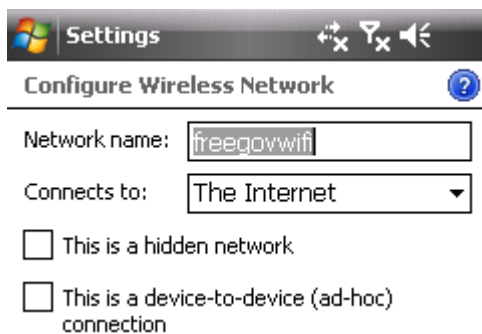 Settings
Configure Wireless Network
?
Network name: freegovwifi
Connects to: The Internet
This is a hidden network
This is a device-to-device (ad-hoc)
connection